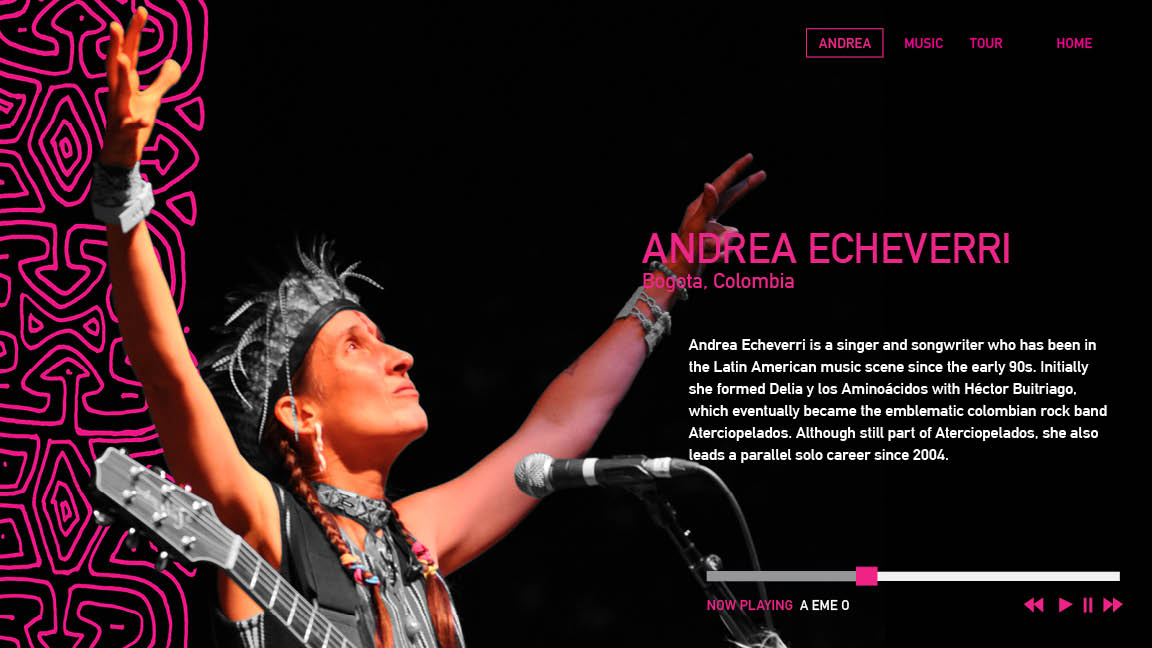 ANDREA MUSIC TOUR HOME
ANDREA ECHEVERRI
Bogota, Colombia
Andrea Echeverri is a singer and songwriter who has been in
the Latin American music scene since the early 90s. Initially
she formed Delia y los Aminoácidos with Héctor Buitriago,
which eventually became the emblematic colombian rock band
Aterciopelados. Although still part of Aterciopelados, she also
leads a parallel solo career since 2004.
NOW PLAYING A EME O